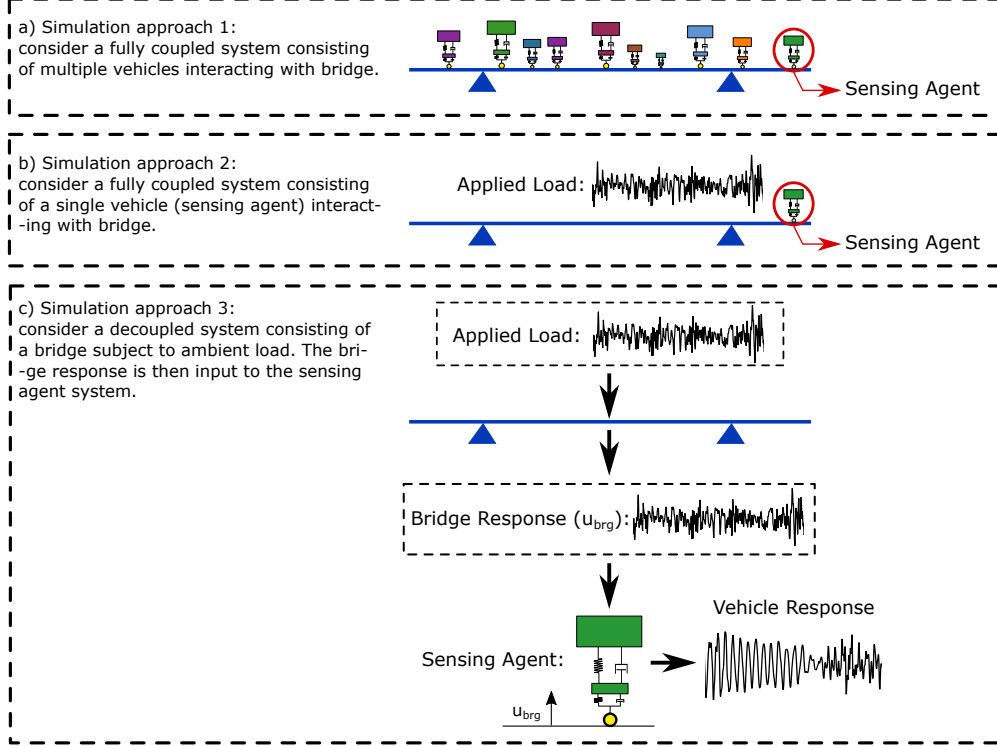 a) Simulation approach 1:
consider a fully coupled system consisting
of multiple vehicles interacting with bridge.
Sensing Agent
b) Simulation approach 2:
consider a fully coupled system consisting
of a single vehicle (sensing agent) interact-
-ing with bridge.
Applied Load:
Sensing Agent
c) Simulation approach 3:
consider a decoupled system consisting of
a bridge subject to ambient load. The bri-
-ge response is then input to the sensing
agent system.
Applied Load:
Bridge Response (u_brg):
Vehicle Response
Sensing Agent:
u_brg